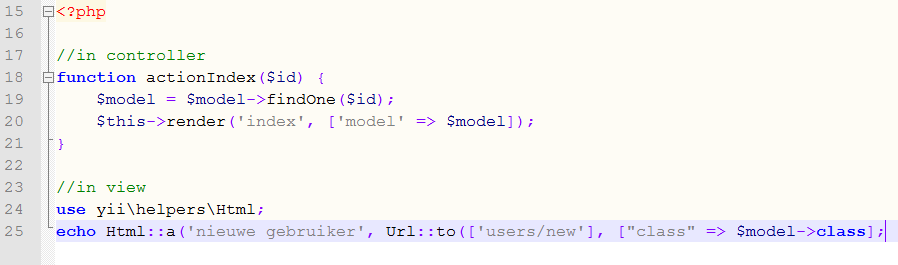 15 <?php
16
17 //in controller
18 function actionIndex($id) {
19     $model = $model->findOne($id);
20     $this->render('index', ['model' => $model]);
21 }
22
23 //in view
24 use yii\helpers\Html;
25 echo Html::a('nieuwe gebruiker', Url::to(['users/new'], ["class" => $model->class];